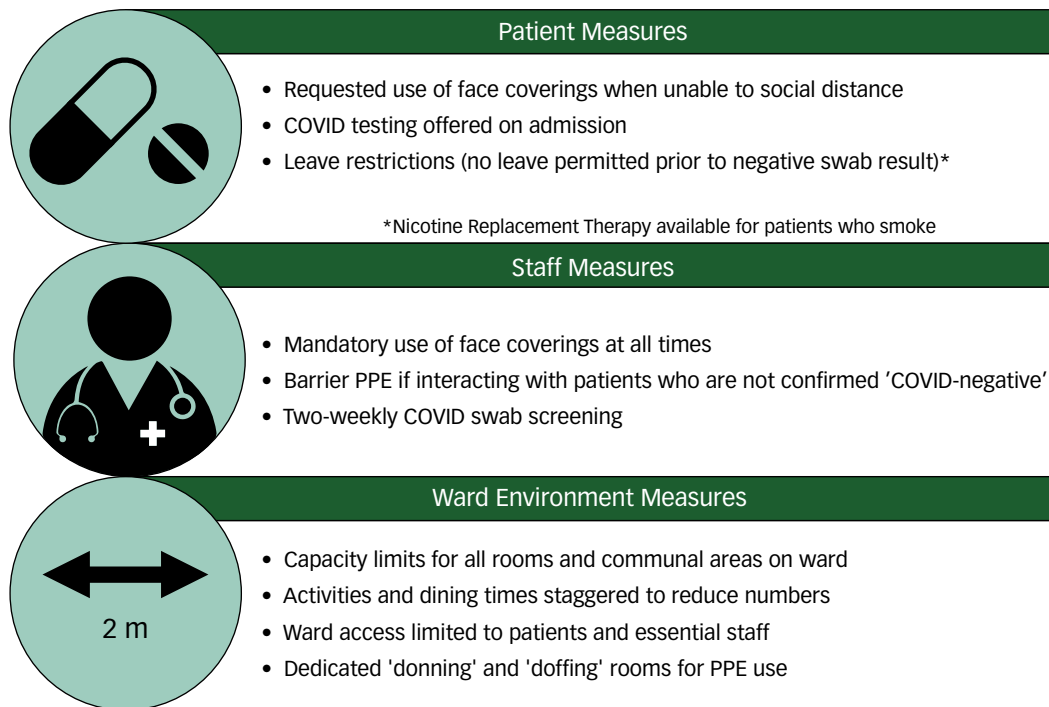 Patient Measures
• Requested use of face coverings when unable to social distance
• COVID testing offered on admission
• Leave restrictions (no leave permitted prior to negative swab result)*
*Nicotine Replacement Therapy available for patients who smoke
Staff Measures
• Mandatory use of face coverings at all times
• Barrier PPE if interacting with patients who are not confirmed ‘COVID-negative’
• Two-weekly COVID swab screening
Ward Environment Measures
• Capacity limits for all rooms and communal areas on ward
• Activities and dining times staggered to reduce numbers
• Ward access limited to patients and essential staff
• Dedicated 'donning' and 'doffing' rooms for PPE use
2 m